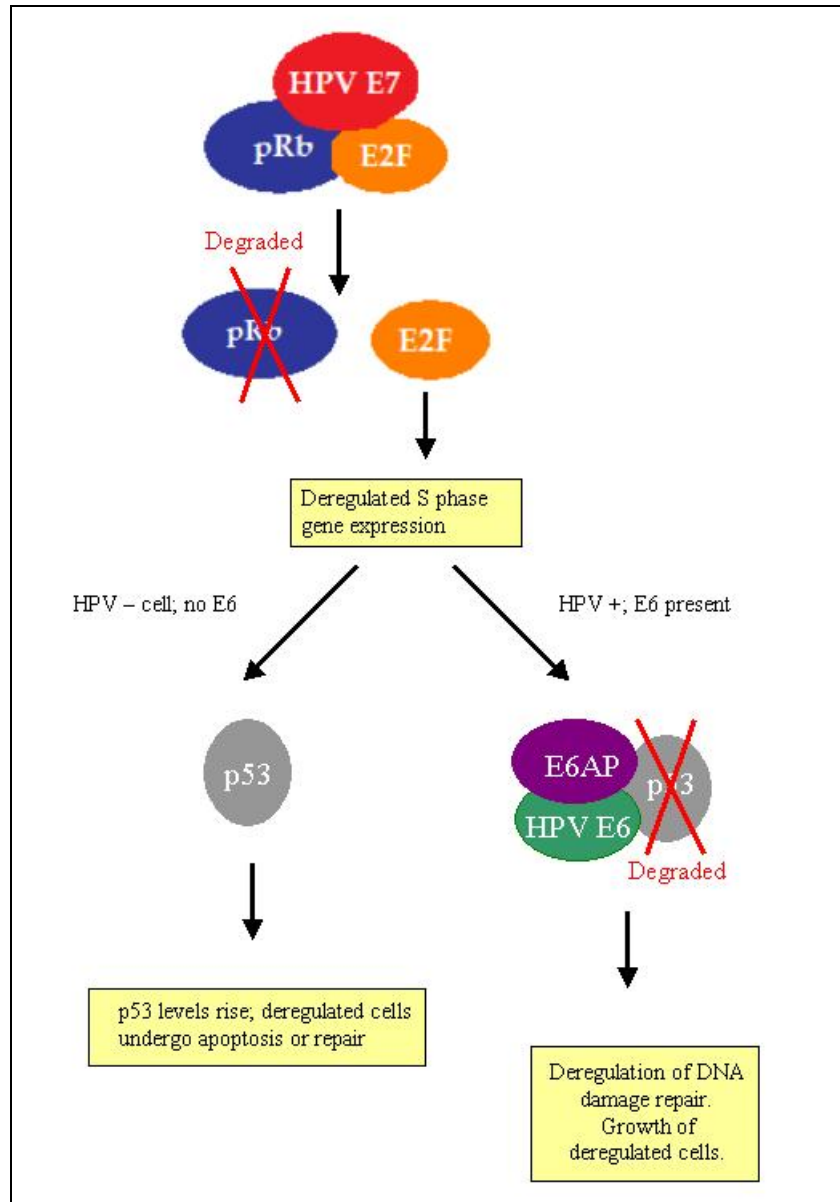 HPV E7
pRb
E2F
Degraded
pRb
E2F
Deregulated S phase
gene expression
HPV – cell; no E6
HPV +; E6 present
p53
E6AP
p53
HPV E6
Degraded
p53 levels rise; deregulated cells
undergo apoptosis or repair
Deregulation of DNA
damage repair.
Growth of
deregulated cells.